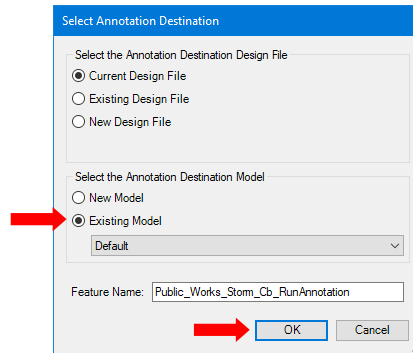 Select Annotation Destination
Select the Annotation Destination Design File
Current Design File
Existing Design File
New Design File
Select the Annotation Destination Model
New Model
Existing Model
Default
Feature Name: Public_Works_Storm_Cb_RunAnnotation
OK Cancel